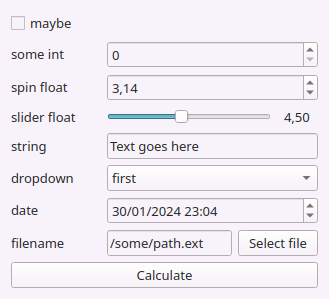 maybe
some int 0
spin float 3,14
slider float 4,50
string Text goes here
dropdown first
date 30/01/2024 23:04
filename /some/path.ext Select file
Calculate